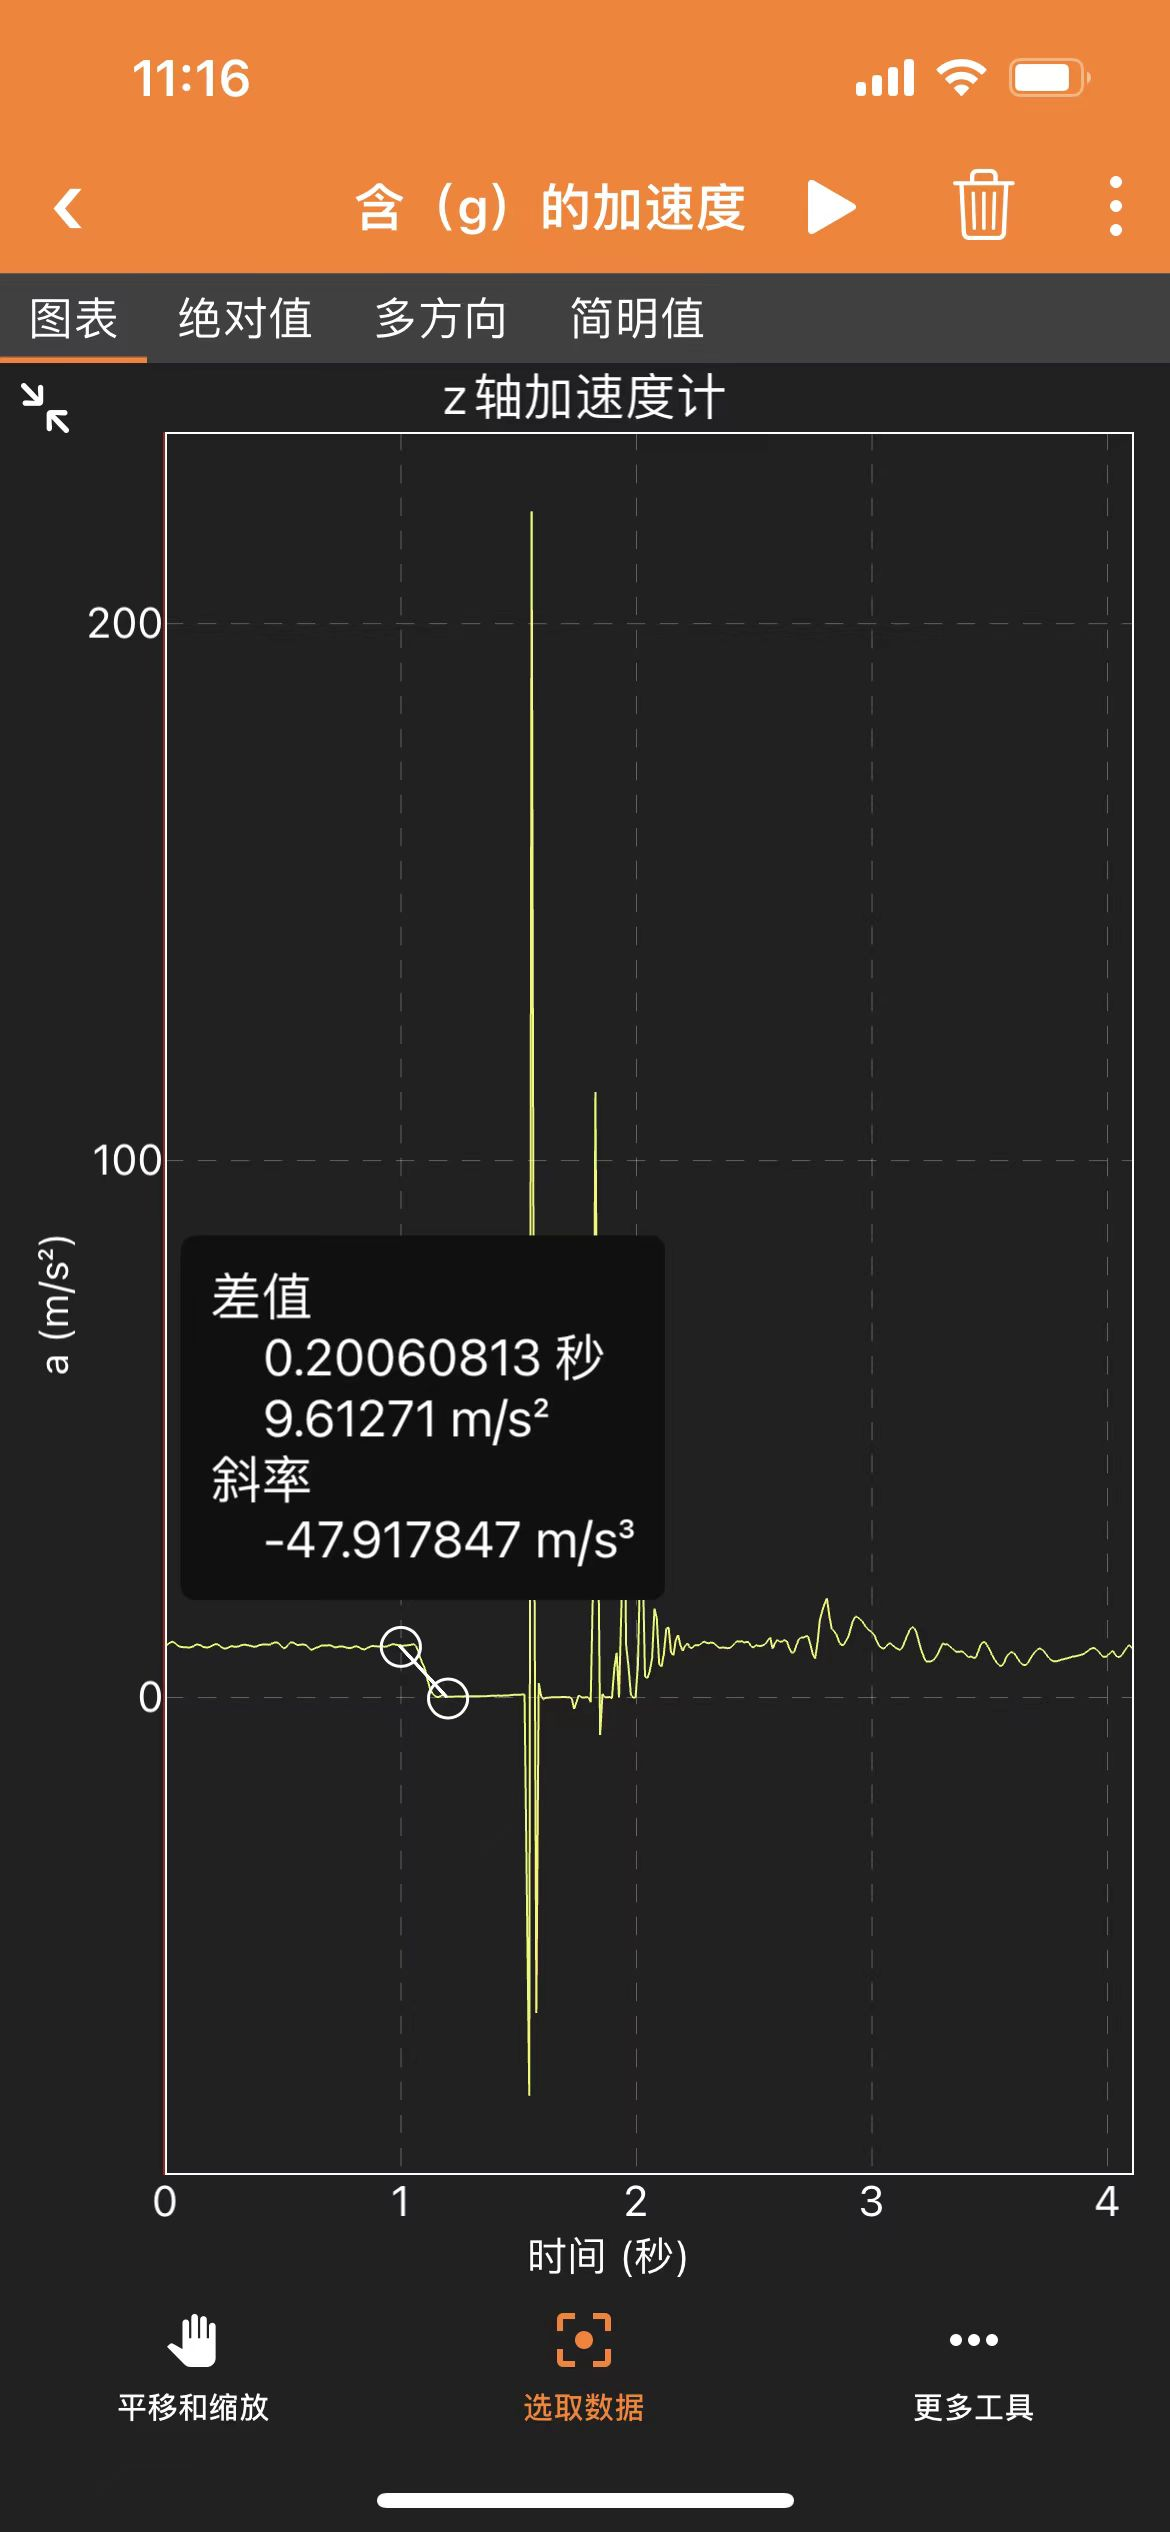 11:16
含（g）的加速度
图表 绝对值 多方向 简明值
z轴加速度计
200
100
0
a (m/s²)
差值
0.20060813 秒
9.61271 m/s²
斜率
-47.917847 m/s³
0 1 2 3 4
时间 (秒)
平移和缩放 选取数据 更多工具